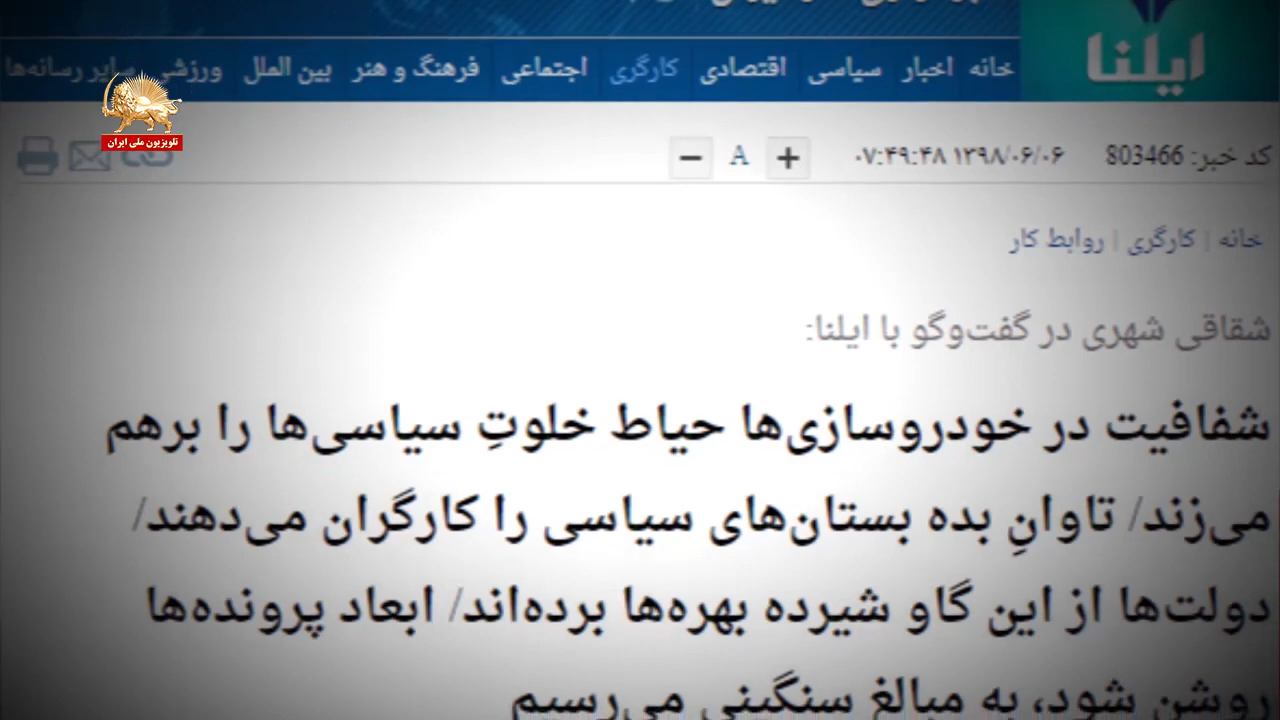 ایلنا
خانه اخبار سیاسی اقتصادی کارگری اجتماعی فرهنگ و هنر بین الملل ورزشی سایر رسانه‌ها
تلویزیون ملی ایران
کد خبر: 803466 ۱۳۹۸/۰۶/۰۶ ۰۷:۴۹:۴۸ + A −
خانه | کارگری | روابط کار
شقاقی شهری در گفت‌وگو با ایلنا:
شفافیت در خودروسازی‌ها حیاط خلوتِ سیاسی‌ها را برهم
می‌زند/ تاوانِ بده بستان‌های سیاسی را کارگران می‌دهند/
دولت‌ها از این گاو شیرده بهره‌ها برده‌اند/ ابعاد پرونده‌ها
روشن شود، به مبالغ سنگینی می‌رسیم